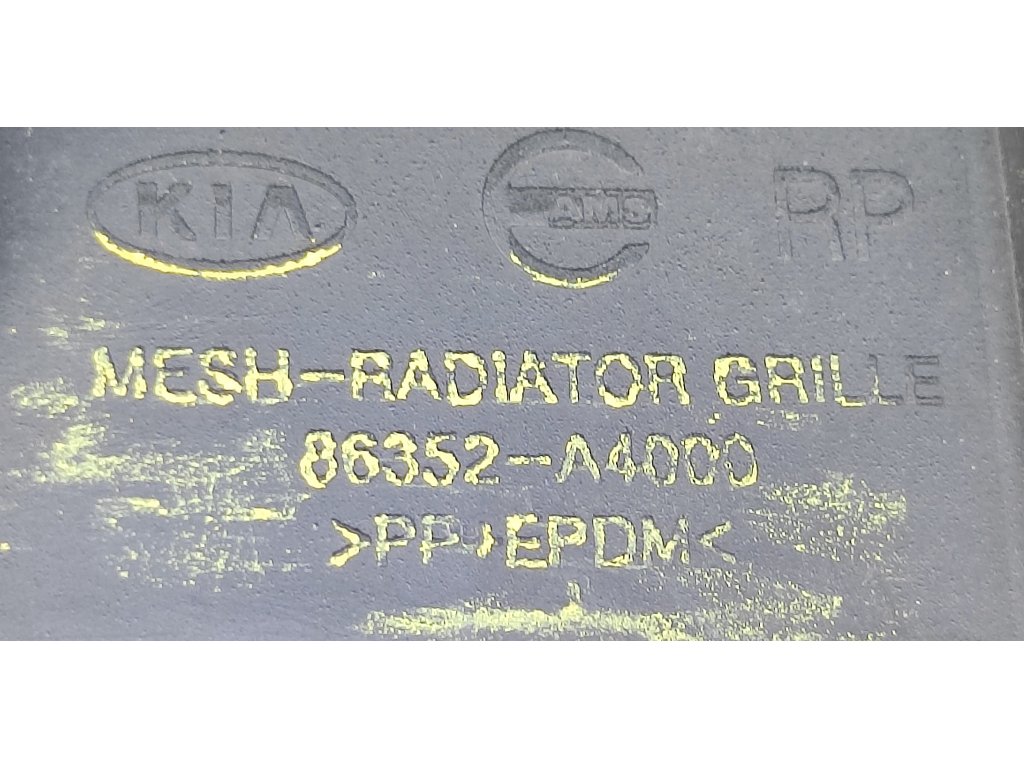 KIA AMS RP
MESH-RADIATOR GRILLE
86352-A4000
>PP+EPDM<